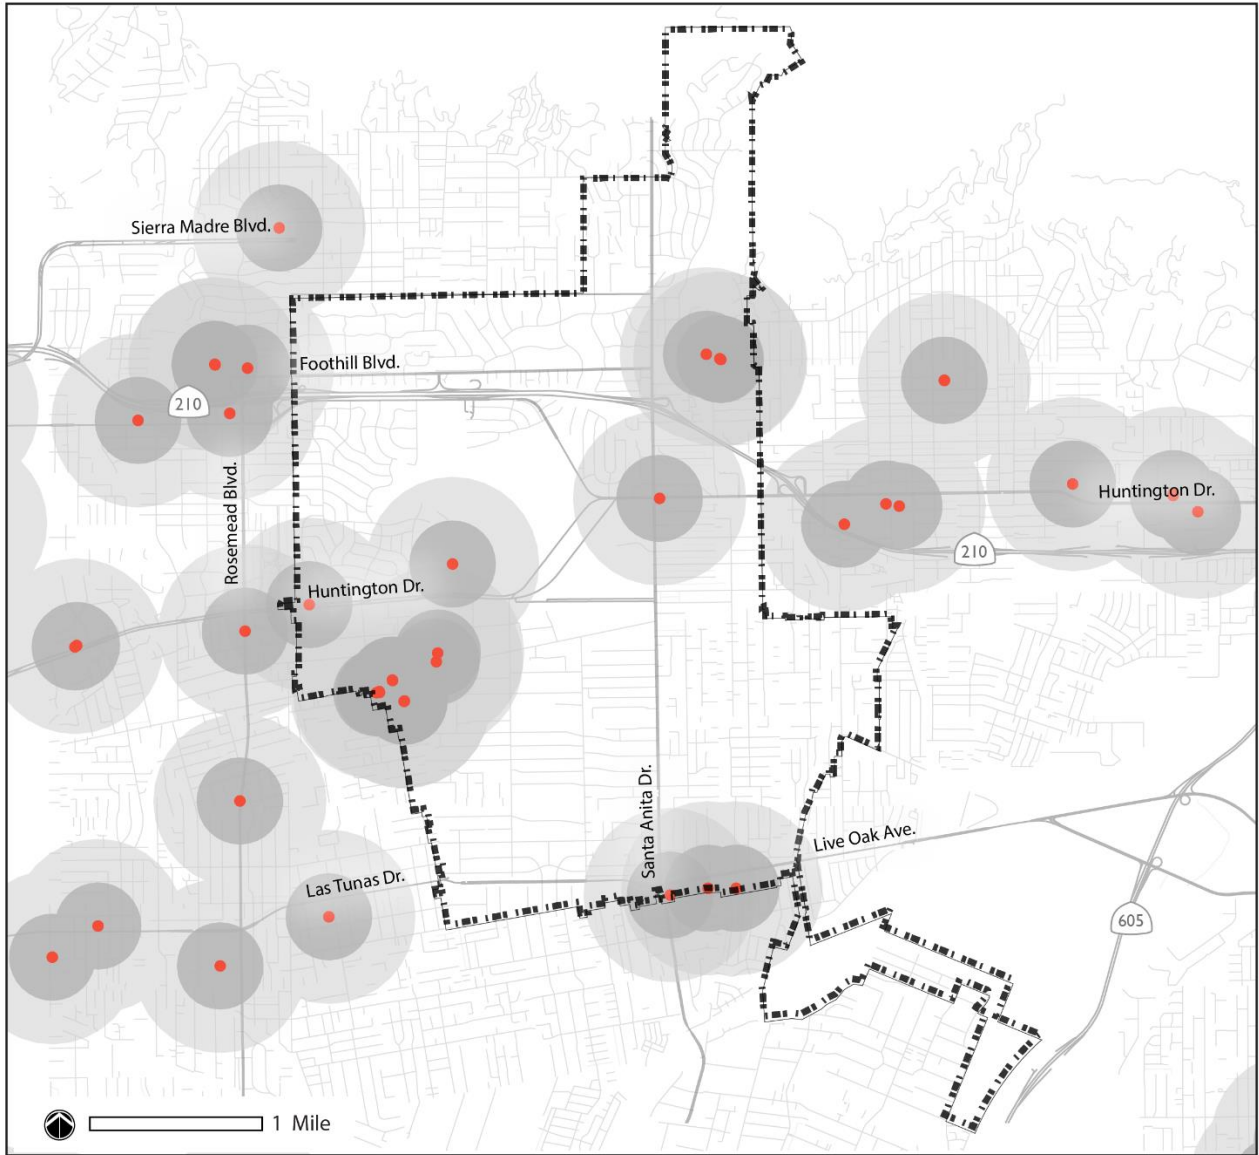 Sierra Madre Blvd.
Foothill Blvd.
210
Rosemead Blvd.
Huntington Dr.
Huntington Dr.
210
Santa Anita Dr.
Live Oak Ave.
Las Tunas Dr.
605
1 Mile